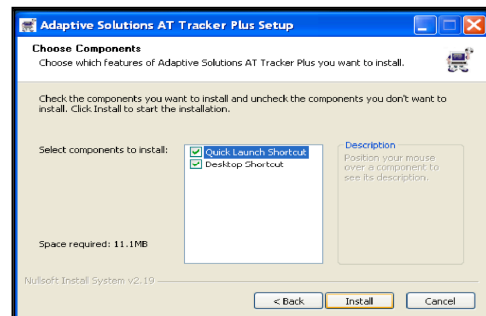 Adaptive Solutions AT Tracker Plus Setup
Choose Components
Choose which features of Adaptive Solutions AT Tracker Plus you want to install.
Check the components you want to install and uncheck the components you don't want to
install. Click Install to start the installation.
Select components to install:
Quick Launch Shortcut
Desktop Shortcut
Description
Position your mouse
over a component to
see its description.
Space required: 11.1MB
Nullsoft Install System v2.19
< Back
Install
Cancel